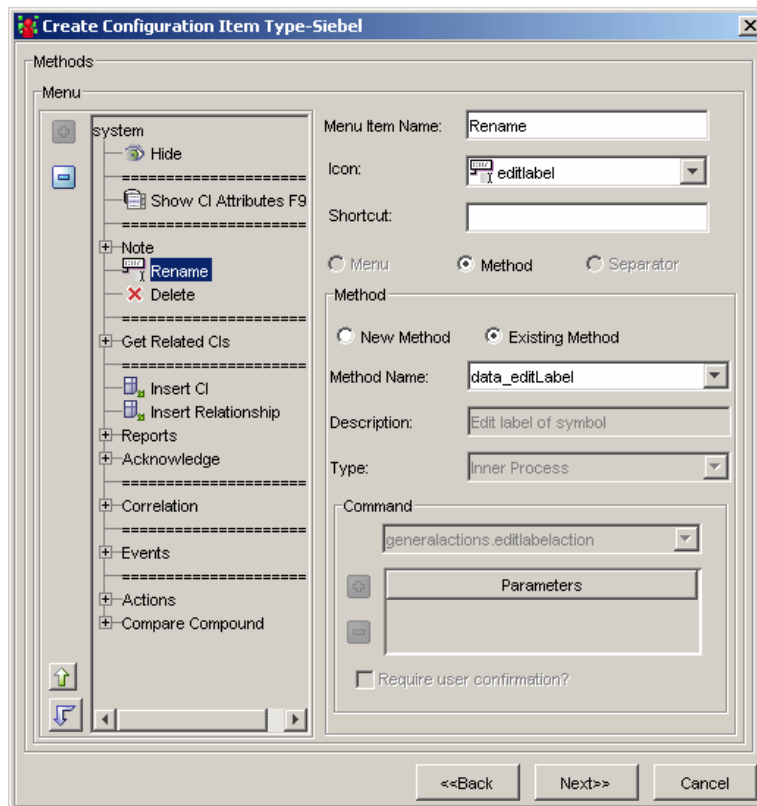 Create Configuration Item Type-Siebel
Methods
Menu
system
Hide
======================
Show CI Attributes F9
======================
Note
Rename
Delete
======================
Get Related CIs
======================
Insert CI
Insert Relationship
Reports
Acknowledge
======================
Correlation
======================
Events
======================
Actions
Compare Compound
Menu Item Name: Rename
Icon: editlabel
Shortcut:
Menu Method Separator
Method
New Method Existing Method
Method Name: data_editLabel
Description: Edit label of symbol
Type: Inner Process
Command
generalactions.editlabelaction
Parameters
Require user confirmation?
<<Back Next>> Cancel